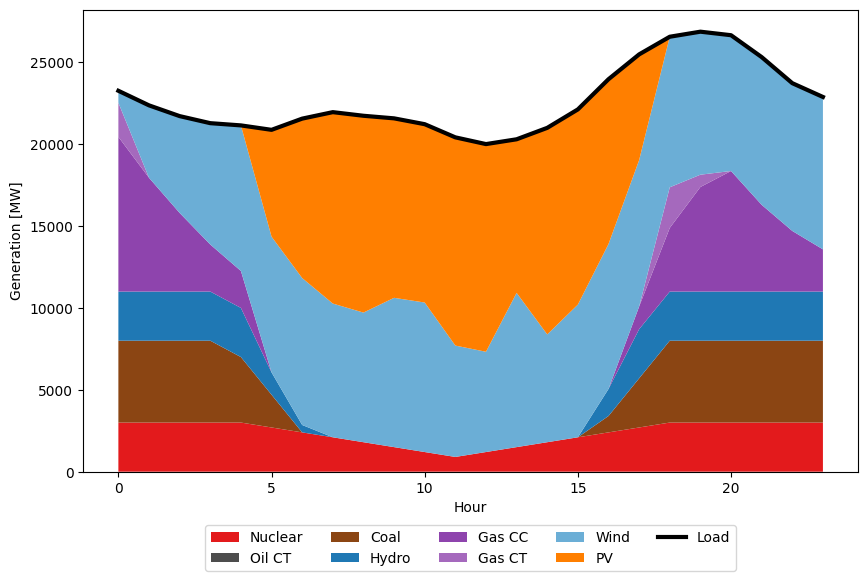 25000
20000
15000
10000
5000
0
Generation [MW]
0 5 10 15 20
Hour
Nuclear Coal Gas CC Wind Load
Oil CT Hydro Gas CT PV